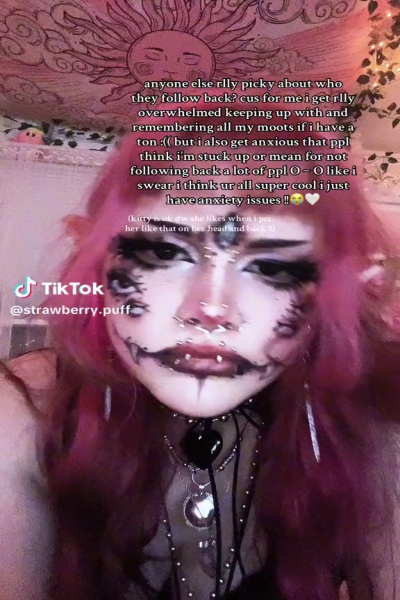 anyone else rlly picky about who
they follow back? cus for me i get rlly
overwhelmed keeping up with and
remembering all my moots if i have a
ton :(( but i also get anxious that ppl
think i'm stuck up or mean for not
following back a lot of ppl O~O like i
swear i think ur all super cool i just
have anxiety issues !!😭🤍
(kitty is ok dw she likes when i pet
her like that on her head and back !!)
TikTok
@strawberry.puff